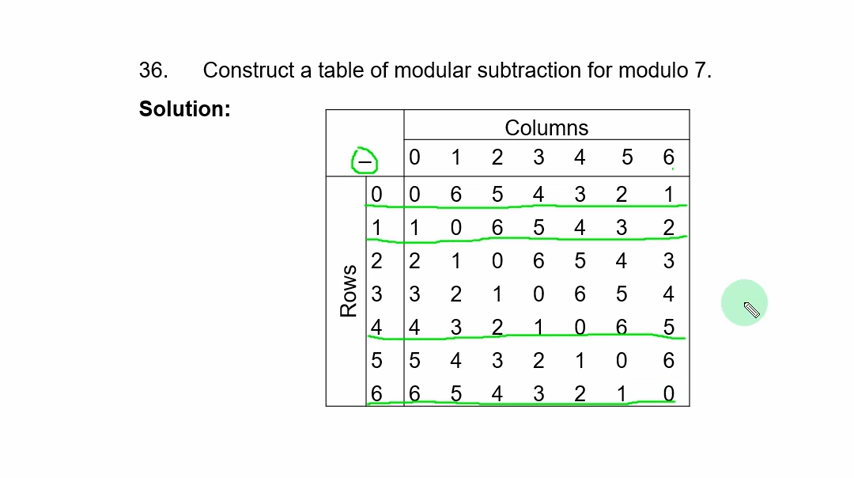 36. Construct a table of modular subtraction for modulo 7.
Solution:
Columns
− 0 1 2 3 4 5 6
Rows
0 0 6 5 4 3 2 1
1 1 0 6 5 4 3 2
2 2 1 0 6 5 4 3
3 3 2 1 0 6 5 4
4 4 3 2 1 0 6 5
5 5 4 3 2 1 0 6
6 6 5 4 3 2 1 0